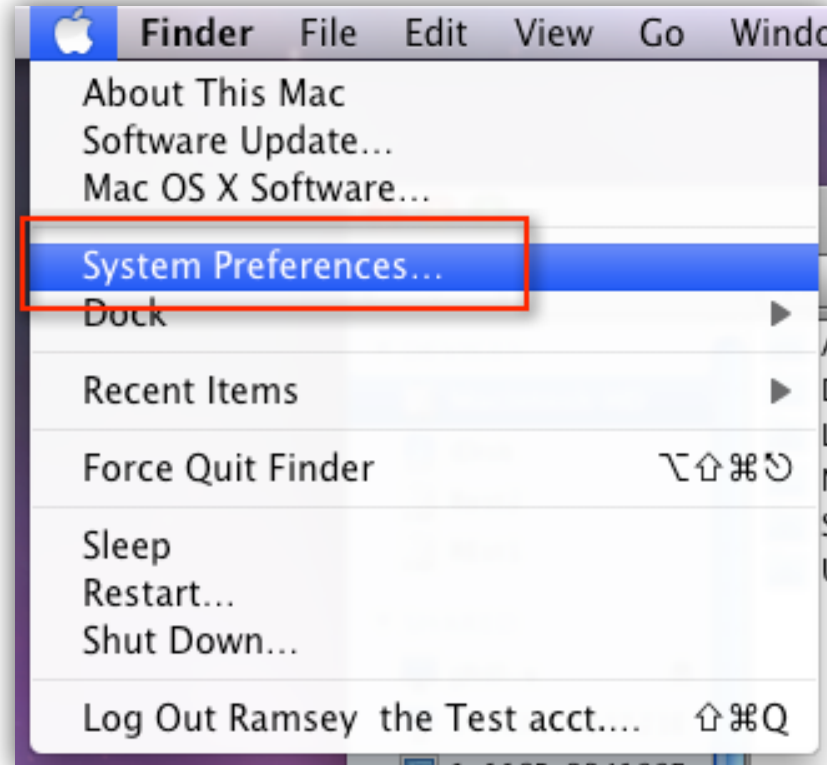 Finder File Edit View Go
About This Mac
Software Update...
Mac OS X Software...
System Preferences...
Dock
Recent Items
Force Quit Finder ⌥⇧⌘⎋
Sleep
Restart...
Shut Down...
Log Out Ramsey  the Test acct.... ⇧⌘Q